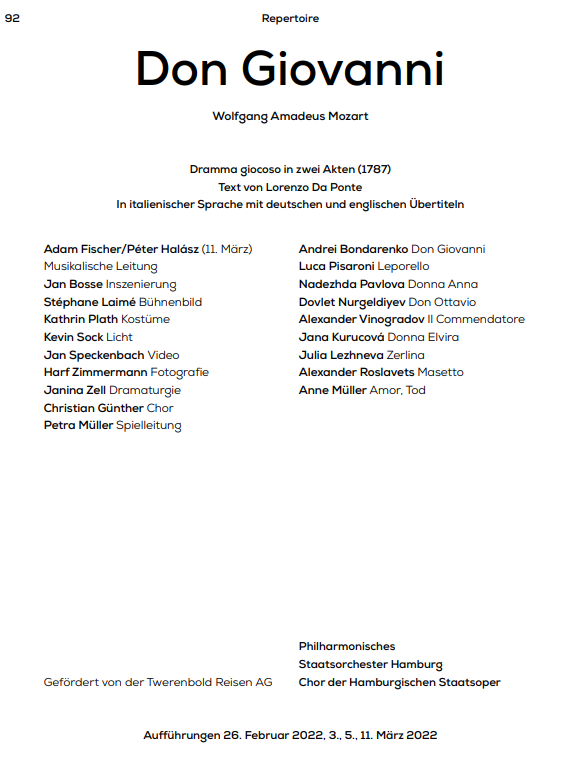 92
Repertoire
Don Giovanni
Wolfgang Amadeus Mozart
Dramma giocoso in zwei Akten (1787)
Text von Lorenzo Da Ponte
In italienischer Sprache mit deutschen und englischen Übertiteln
Adam Fischer/Péter Halász (11. März)
Musikalische Leitung
Jan Bosse Inszenierung
Stéphane Laimé Bühnenbild
Kathrin Plath Kostüme
Kevin Sock Licht
Jan Speckenbach Video
Harf Zimmermann Fotografie
Janina Zell Dramaturgie
Christian Günther Chor
Petra Müller Spielleitung
Andrei Bondarenko Don Giovanni
Luca Pisaroni Leporello
Nadezhda Pavlova Donna Anna
Dovlet Nurgeldiyev Don Ottavio
Alexander Vinogradov Il Commendatore
Jana Kurucová Donna Elvira
Julia Lezhneva Zerlina
Alexander Roslavets Masetto
Anne Müller Amor, Tod
Gefördert von der Twerenbold Reisen AG
Philharmonisches
Staatsorchester Hamburg
Chor der Hamburgischen Staatsoper
Aufführungen 26. Februar 2022, 3., 5., 11. März 2022